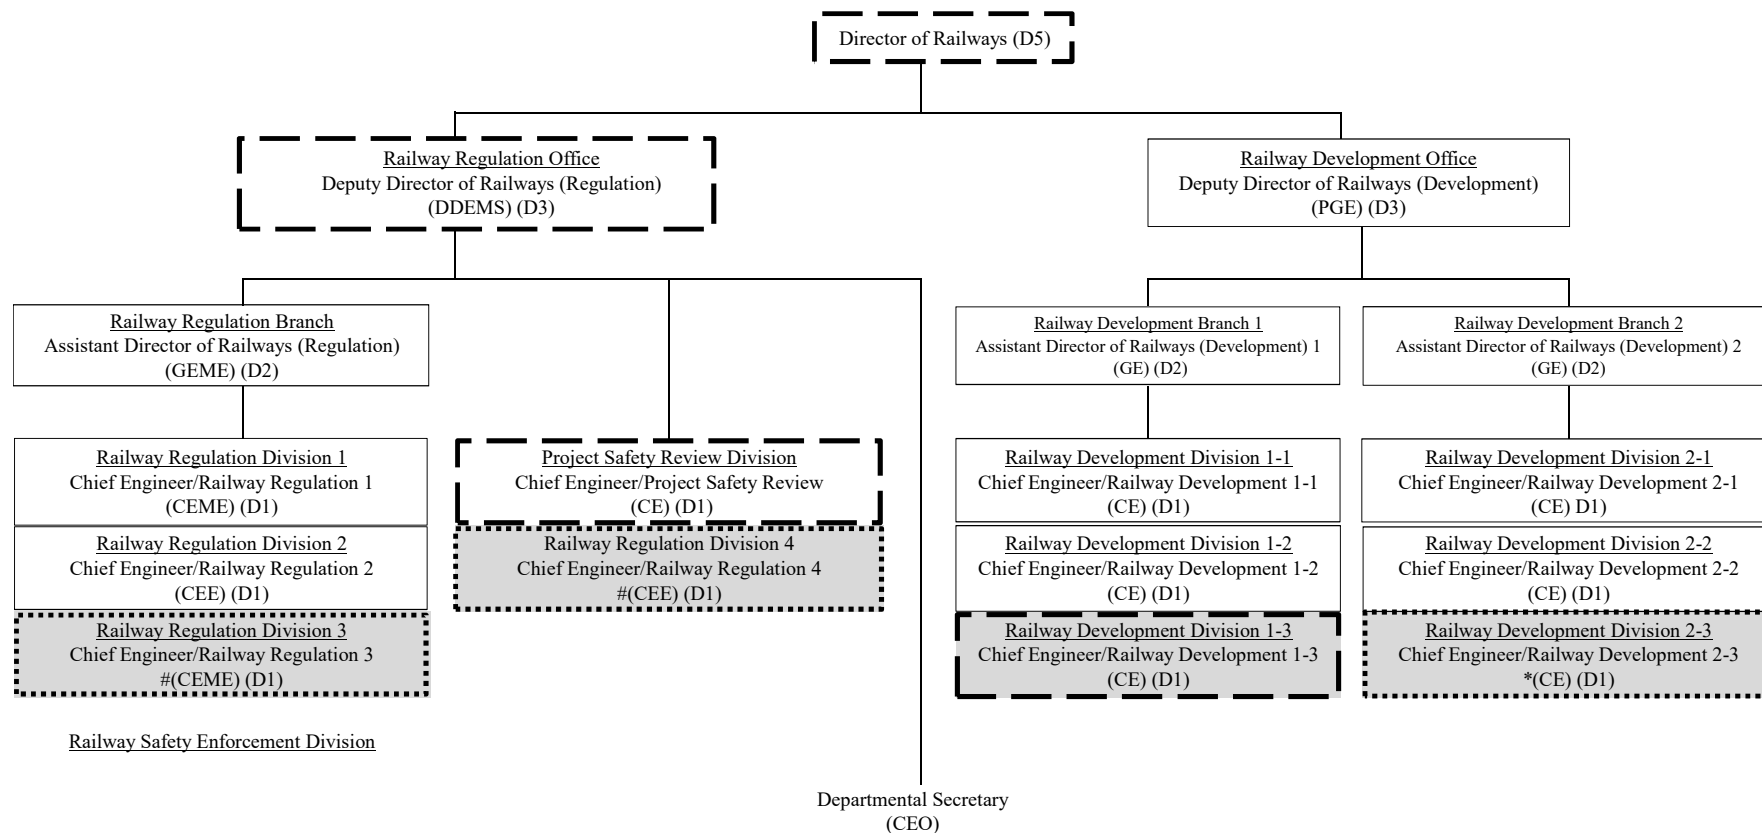 Director of Railways (D5)
Railway Regulation Office
Deputy Director of Railways (Regulation)
(DDEMS) (D3)
Railway Development Office
Deputy Director of Railways (Development)
(PGE) (D3)
Railway Regulation Branch
Assistant Director of Railways (Regulation)
(GEME) (D2)
Railway Development Branch 1
Assistant Director of Railways (Development) 1
(GE) (D2)
Railway Development Branch 2
Assistant Director of Railways (Development) 2
(GE) (D2)
Railway Regulation Division 1
Chief Engineer/Railway Regulation 1
(CEME) (D1)
Railway Regulation Division 2
Chief Engineer/Railway Regulation 2
(CEE) (D1)
Railway Regulation Division 3
Chief Engineer/Railway Regulation 3
#(CEME) (D1)
Railway Safety Enforcement Division
Project Safety Review Division
Chief Engineer/Project Safety Review
(CE) (D1)
Railway Regulation Division 4
Chief Engineer/Railway Regulation 4
#(CEE) (D1)
Railway Development Division 1-1
Chief Engineer/Railway Development 1-1
(CE) (D1)
Railway Development Division 1-2
Chief Engineer/Railway Development 1-2
(CE) (D1)
Railway Development Division 1-3
Chief Engineer/Railway Development 1-3
(CE) (D1)
Railway Development Division 2-1
Chief Engineer/Railway Development 2-1
(CE) D1)
Railway Development Division 2-2
Chief Engineer/Railway Development 2-2
(CE) (D1)
Railway Development Division 2-3
Chief Engineer/Railway Development 2-3
*(CE) (D1)
Departmental Secretary
(CEO)